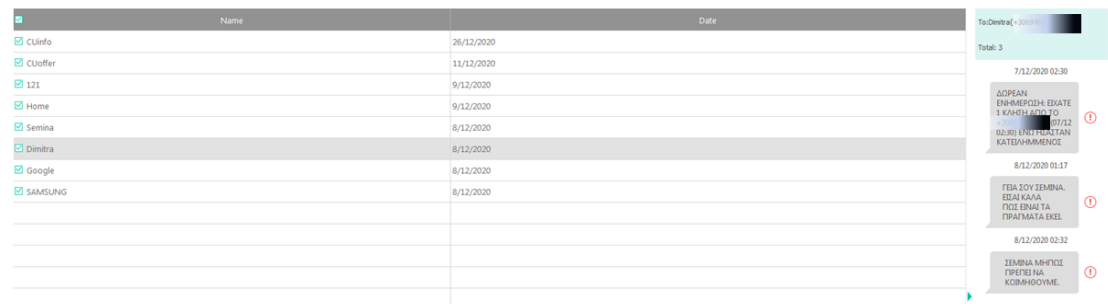 Name Date
CUinfo 26/12/2020
CUoffer 11/12/2020
121 9/12/2020
Home 9/12/2020
Semina 8/12/2020
Dimitra 8/12/2020
Google 8/12/2020
SAMSUNG 8/12/2020
To:Dimitra(
Total: 3
7/12/2020 02:30
ΔΩΡΕΑΝ
ΕΝΗΜΕΡΩΣΗ: ΕΙΧΑΤΕ
1 ΚΛΗΣΗ ΑΠΟ ΤΟ
(07/12
02:30) ΕΝΩ ΗΣΑΣΤΑΝ
ΚΑΤΕΙΛΗΜΜΕΝΟΣ
8/12/2020 01:17
ΓΕΙΑ ΣΟΥ ΣΕΜΙΝΑ.
ΕΙΣΑΙ ΚΑΛΑ
ΠΩΣ ΕΙΝΑΙ ΤΑ
ΠΡΑΓΜΑΤΑ ΕΚΕΙ.
8/12/2020 02:32
ΣΕΜΙΝΑ ΜΗΠΩΣ
ΠΡΕΠΕΙ ΝΑ
ΚΟΙΜΗΘΟΥΜΕ.